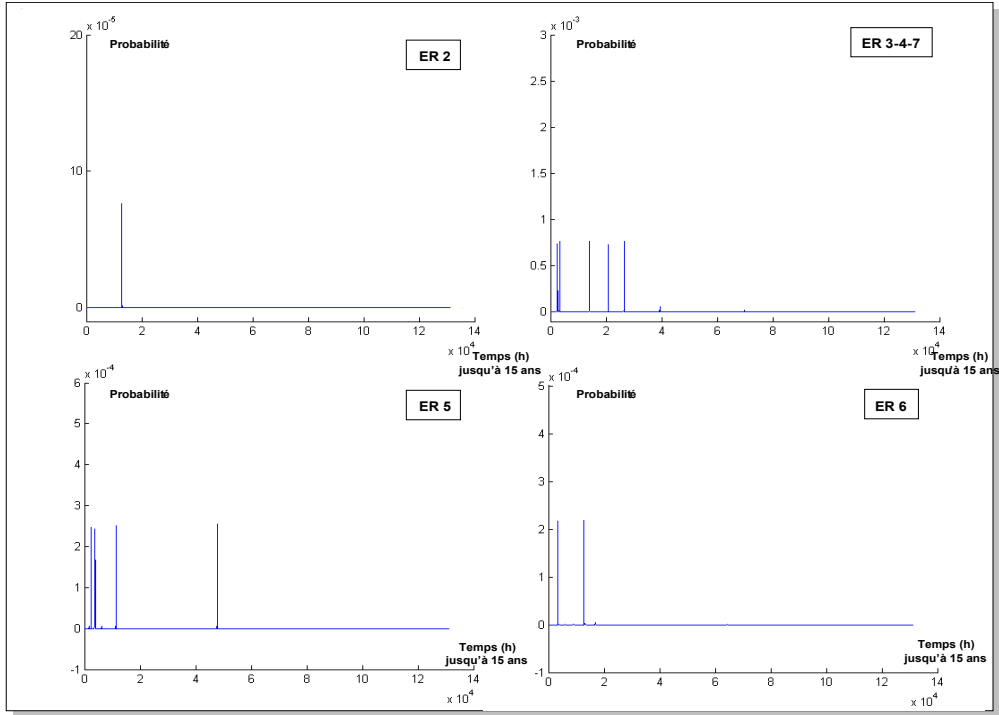 x 10^-5
20
Probabilité
ER 2
10
0
0 2 4 6 8 10 12 14
x 10^4
Temps (h)
jusqu'à 15 ans
x 10^-3
3
Probabilité
ER 3-4-7
2.5
2
1.5
1
0.5
0
0 2 4 6 8 10 12 14
x 10^4
Temps (h)
jusqu'à 15 ans
x 10^-4
6
Probabilité
ER 5
5
4
3
2
1
0
-1
0 2 4 6 8 10 12 14
x 10^4
Temps (h)
jusqu'à 15 ans
x 10^-4
5
Probabilité
ER 6
4
3
2
1
0
-1
0 2 4 6 8 10 12 14
x 10^4
Temps (h)
jusqu'à 15 ans